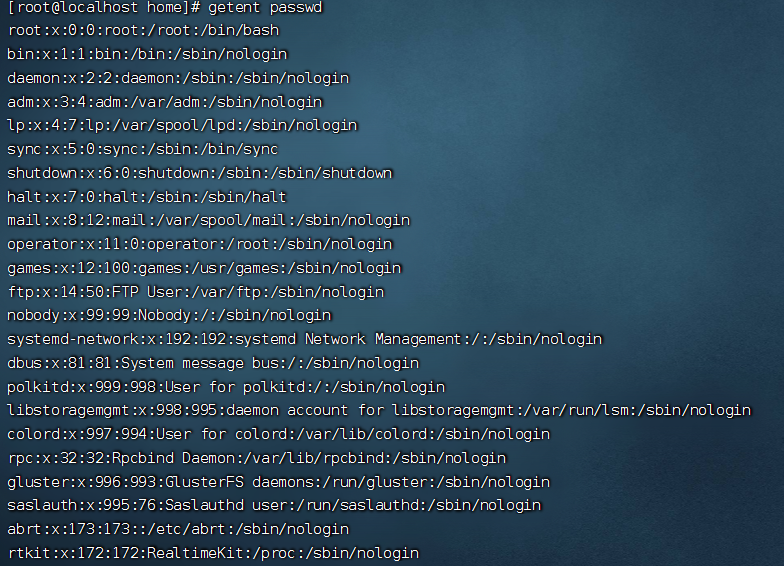 [root@localhost home]# getent passwd
root:x:0:0:root:/root:/bin/bash
bin:x:1:1:bin:/bin:/sbin/nologin
daemon:x:2:2:daemon:/sbin:/sbin/nologin
adm:x:3:4:adm:/var/adm:/sbin/nologin
lp:x:4:7:lp:/var/spool/lpd:/sbin/nologin
sync:x:5:0:sync:/sbin:/bin/sync
shutdown:x:6:0:shutdown:/sbin:/sbin/shutdown
halt:x:7:0:halt:/sbin:/sbin/halt
mail:x:8:12:mail:/var/spool/mail:/sbin/nologin
operator:x:11:0:operator:/root:/sbin/nologin
games:x:12:100:games:/usr/games:/sbin/nologin
ftp:x:14:50:FTP User:/var/ftp:/sbin/nologin
nobody:x:99:99:Nobody:/:/sbin/nologin
systemd-network:x:192:192:systemd Network Management:/:/sbin/nologin
dbus:x:81:81:System message bus:/:/sbin/nologin
polkitd:x:999:998:User for polkitd:/:/sbin/nologin
libstoragemgmt:x:998:995:daemon account for libstoragemgmt:/var/run/lsm:/sbin/nologin
colord:x:997:994:User for colord:/var/lib/colord:/sbin/nologin
rpc:x:32:32:Rpcbind Daemon:/var/lib/rpcbind:/sbin/nologin
gluster:x:996:993:GlusterFS daemons:/run/gluster:/sbin/nologin
saslauth:x:995:76:Saslauthd user:/run/saslauthd:/sbin/nologin
abrt:x:173:173::/etc/abrt:/sbin/nologin
rtkit:x:172:172:RealtimeKit:/proc:/sbin/nologin